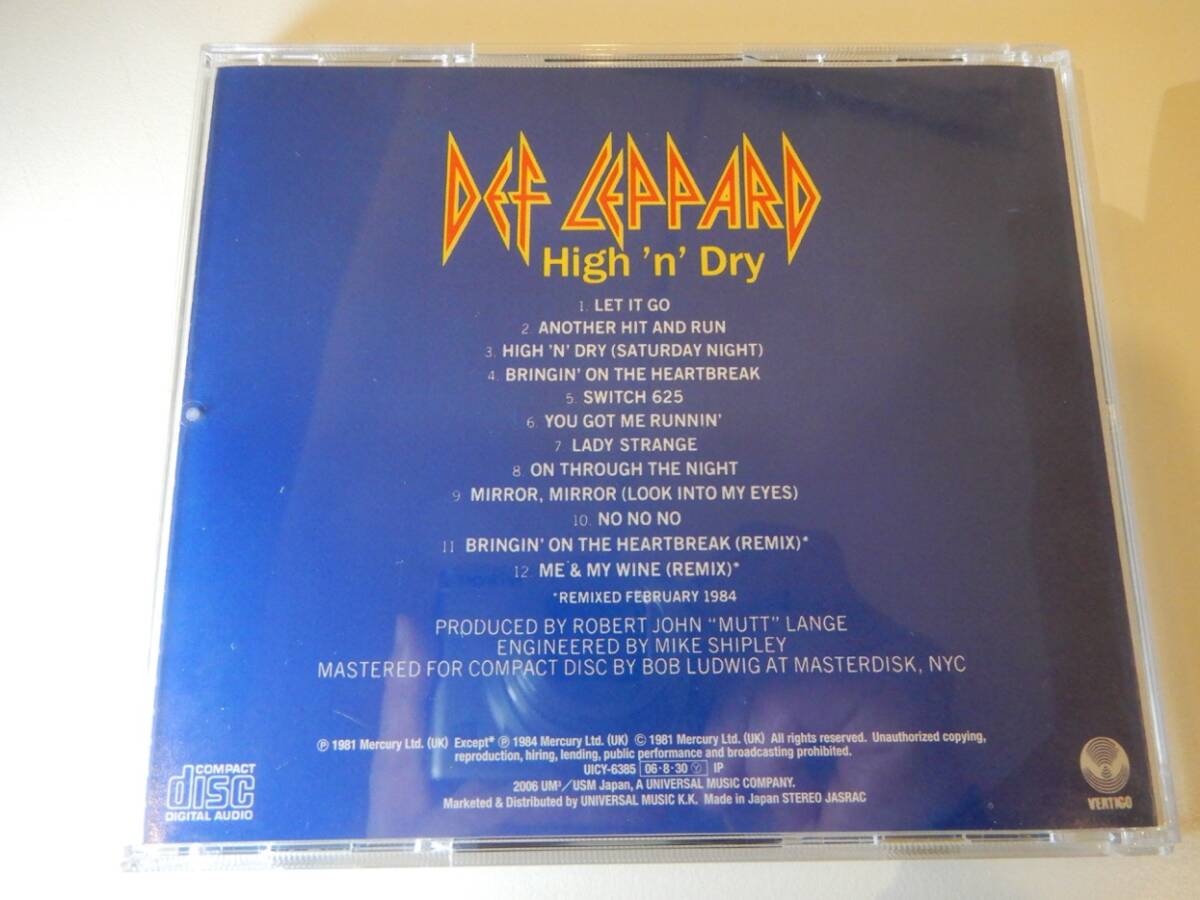 DEF LEPPARD
High 'n' Dry
1. LET IT GO
2. ANOTHER HIT AND RUN
3. HIGH 'N' DRY (SATURDAY NIGHT)
4. BRINGIN' ON THE HEARTBREAK
5. SWITCH 625
6. YOU GOT ME RUNNIN'
7. LADY STRANGE
8. ON THROUGH THE NIGHT
9. MIRROR, MIRROR (LOOK INTO MY EYES)
10. NO NO NO
11. BRINGIN' ON THE HEARTBREAK (REMIX)*
12. ME & MY WINE (REMIX)*
*REMIXED FEBRUARY 1984
PRODUCED BY ROBERT JOHN “MUTT” LANGE
ENGINEERED BY MIKE SHIPLEY
MASTERED FOR COMPACT DISC BY BOB LUDWIG AT MASTERDISK, NYC
℗ 1981 Mercury Ltd. (UK) Except* ℗ 1984 Mercury Ltd. (UK) © 1981 Mercury Ltd. (UK) All rights reserved. Unauthorized copying,
reproduction, hiring, lending, public performance and broadcasting prohibited.
UICY-6385 06·8·30 Ⓨ IP
2006 UM³/USM Japan, A UNIVERSAL MUSIC COMPANY.
Marketed & Distributed by UNIVERSAL MUSIC K.K. Made in Japan STEREO JASRAC
COMPACT
disc
DIGITAL AUDIO
VERTIGO